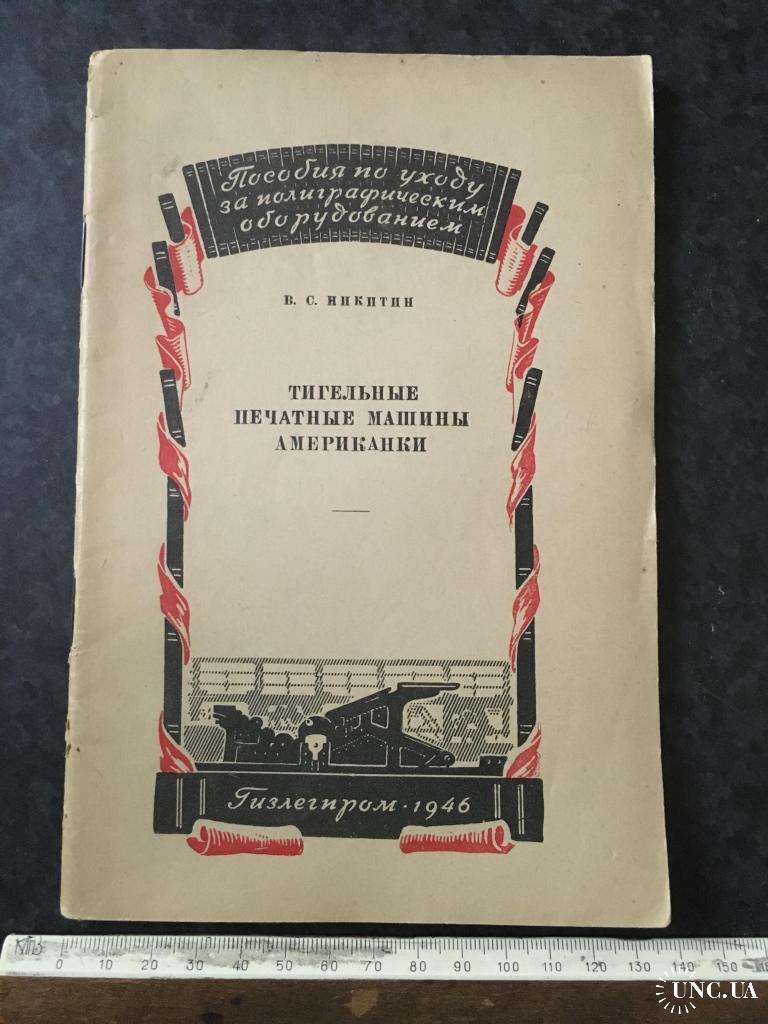 Пособия по уходу
за полиграфическим
оборудованием
В. С. НИКИТИН
ТИГЕЛЬНЫЕ
ПЕЧАТНЫЕ МАШИНЫ
АМЕРИКАНКИ
Гизлегпром · 1946
0 10 20 30 40 50 60 70 80 90 100 110 120 130 140 150
UNC.UA